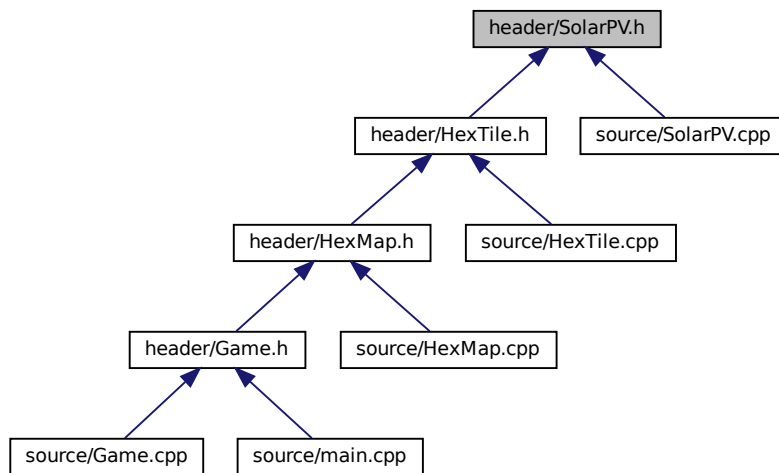 header/SolarPV.h
header/HexTile.h
source/SolarPV.cpp
header/HexMap.h
source/HexTile.cpp
header/Game.h
source/HexMap.cpp
source/Game.cpp
source/main.cpp